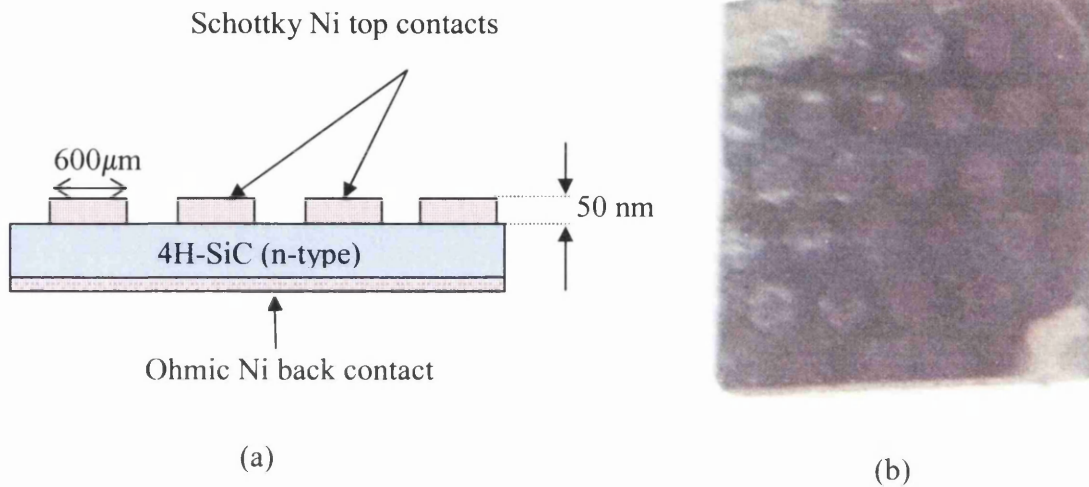 Schottky Ni top contacts
600μm
50 nm
4H-SiC (n-type)
Ohmic Ni back contact
(a)
(b)